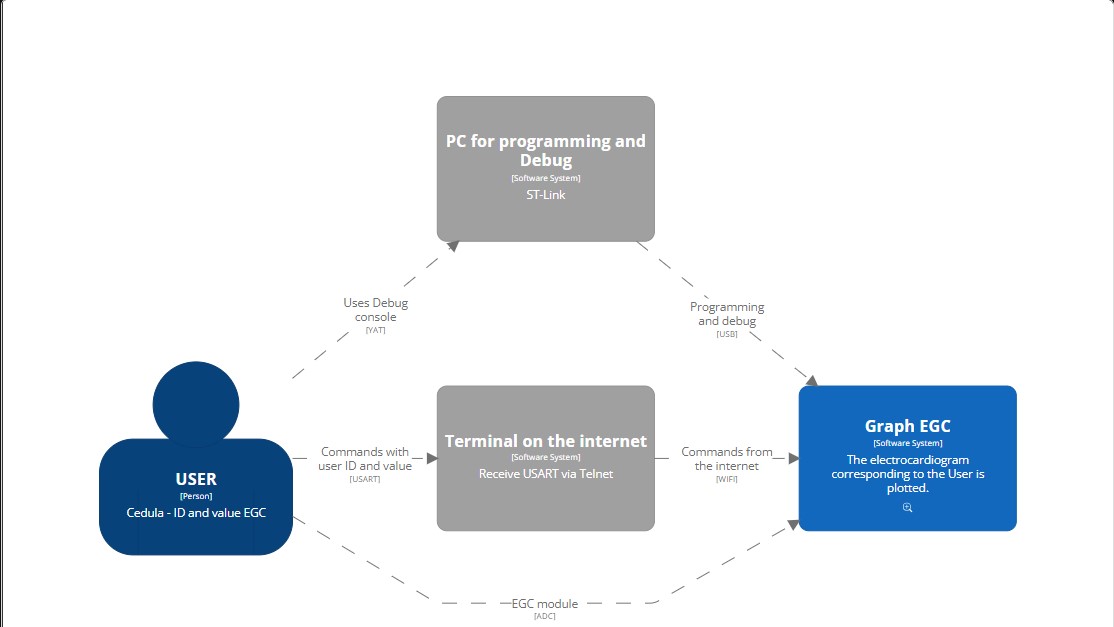 PC for programming and
Debug
[Software System]
ST-Link
Uses Debug
console
[YAT]
Programming
and debug
[USB]
USER
[Person]
Cedula - ID and value EGC
Commands with
user ID and value
[USART]
Terminal on the internet
[Software System]
Receive USART via Telnet
Commands from
the internet
[WIFI]
Graph EGC
[Software System]
The electrocardiogram
corresponding to the User is
plotted.
EGC module
[ADC]